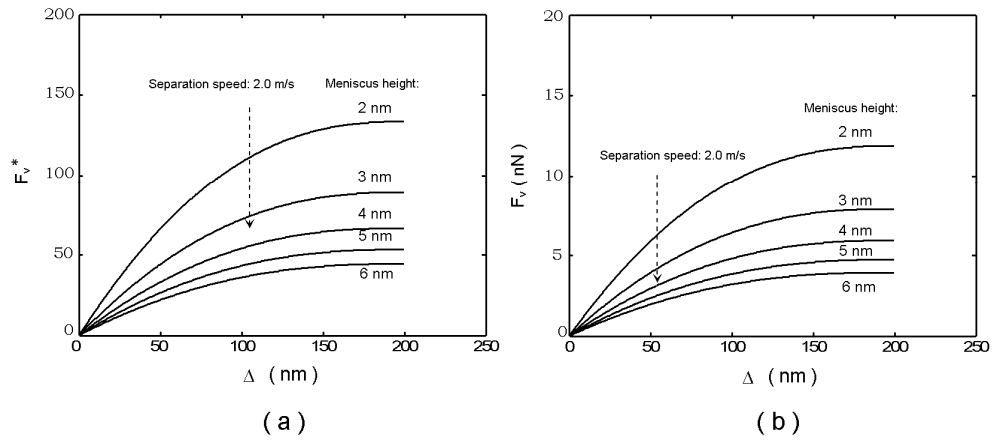 200
150
100
50
0
F_v*
Separation speed: 2.0 m/s
Meniscus height:
2 nm
3 nm
4 nm
5 nm
6 nm
0 50 100 150 200 250
Δ (nm)
(a)
20
15
10
5
0
F_v (nN)
Meniscus height:
2 nm
Separation speed: 2.0 m/s
3 nm
4 nm
5 nm
6 nm
0 50 100 150 200 250
Δ (nm)
(b)